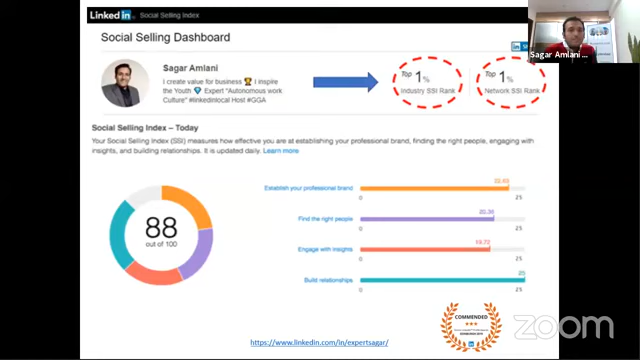 LinkedIn Social Selling Index
Social Selling Dashboard
Sagar Amlani
I create value for business 🏆 I inspire
the Youth 💎 Expert "Autonomous work
Culture" #linkedinlocal Host #GGA
Top 1%
Industry SSI Rank
Top 1%
Network SSI Rank
Social Selling Index – Today
Your Social Selling Index (SSI) measures how effective you are at establishing your professional brand, finding the right people, engaging with
insights, and building relationships. It is updated daily. Learn more
88
out of 100
Establish your professional brand
22.63
0
25
Find the right people
0
25
Engage with insights
0
25
Build relationships
25
0
25
COMMENDED
https://www.linkedin.com/in/expertsagar/
Sagar Amlani
zoom